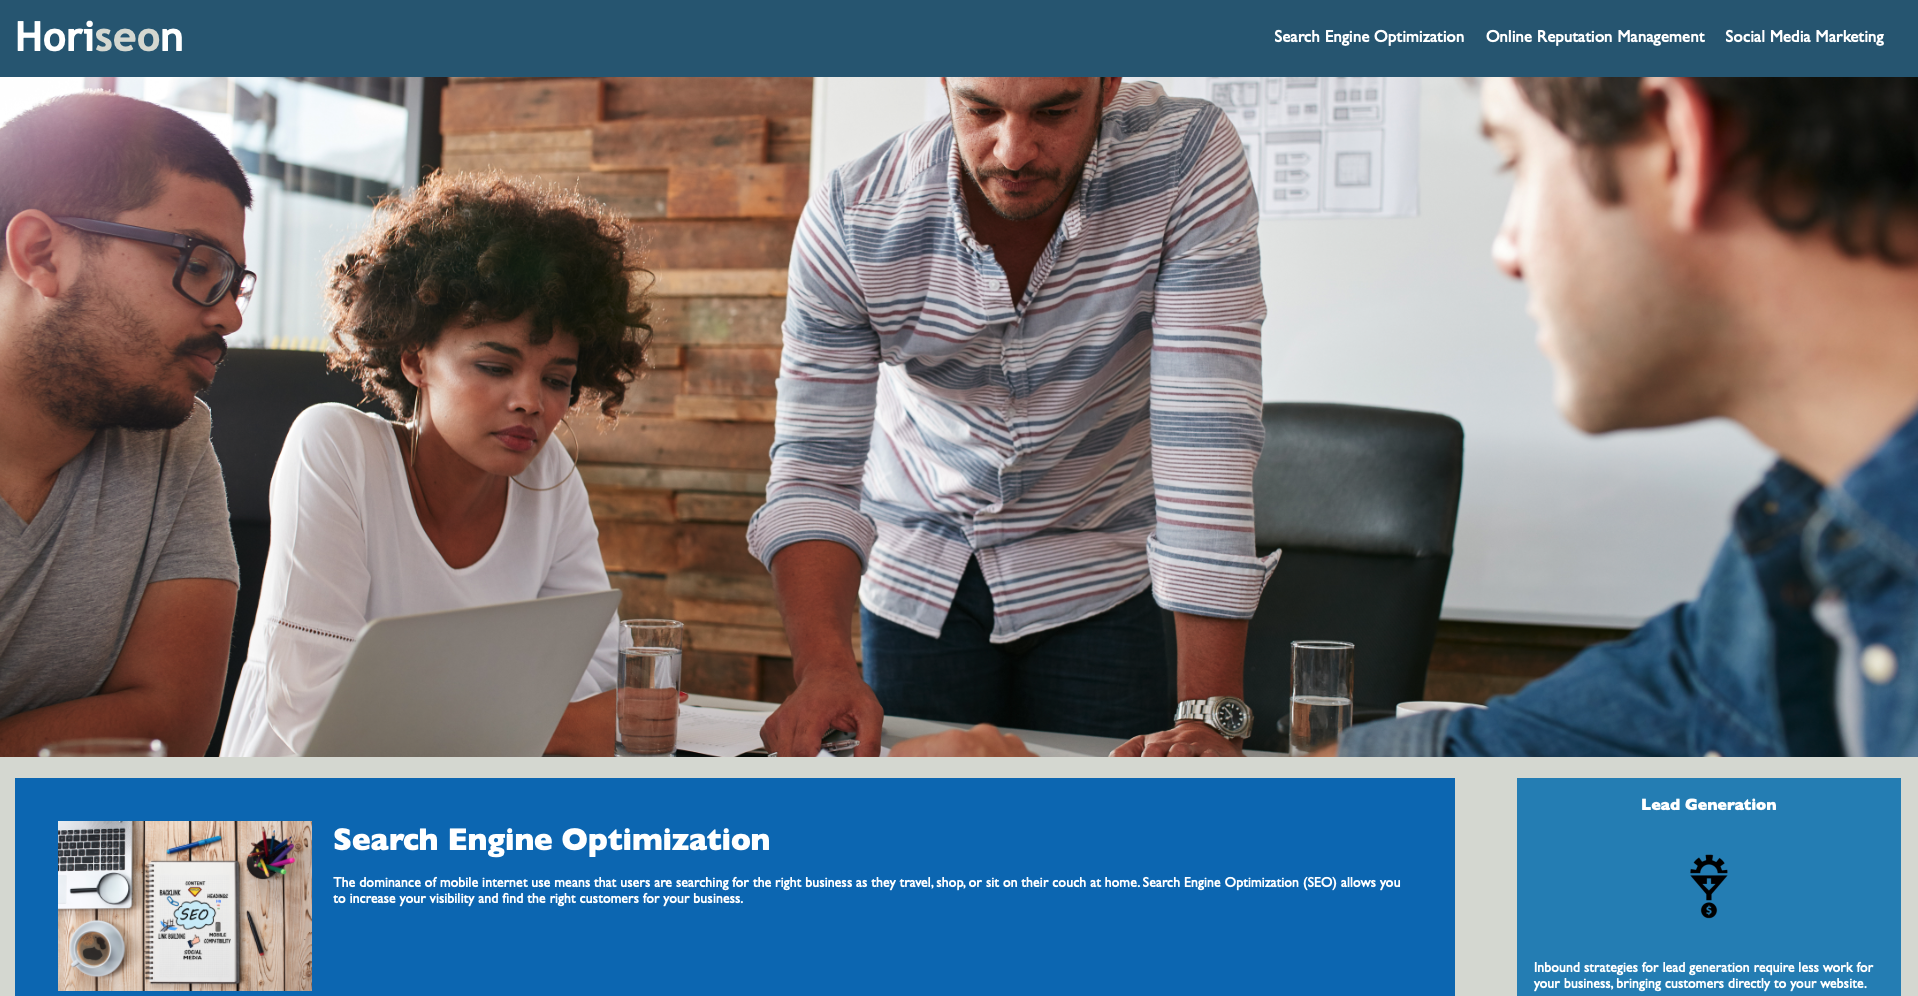 Horiseon
Search Engine Optimization
Online Reputation Management
Social Media Marketing
Search Engine Optimization
The dominance of mobile internet use means that users are searching for the right business as they travel, shop, or sit on their couch at home. Search Engine Optimization (SEO) allows you
to increase your visibility and find the right customers for your business.
CONTENT
BACKLINK
HEADINGS
SEO
LINK BUILDING
MOBILE
COMPATIBILITY
SOCIAL
MEDIA
Lead Generation
$
Inbound strategies for lead generation require less work for
your business, bringing customers directly to your website.